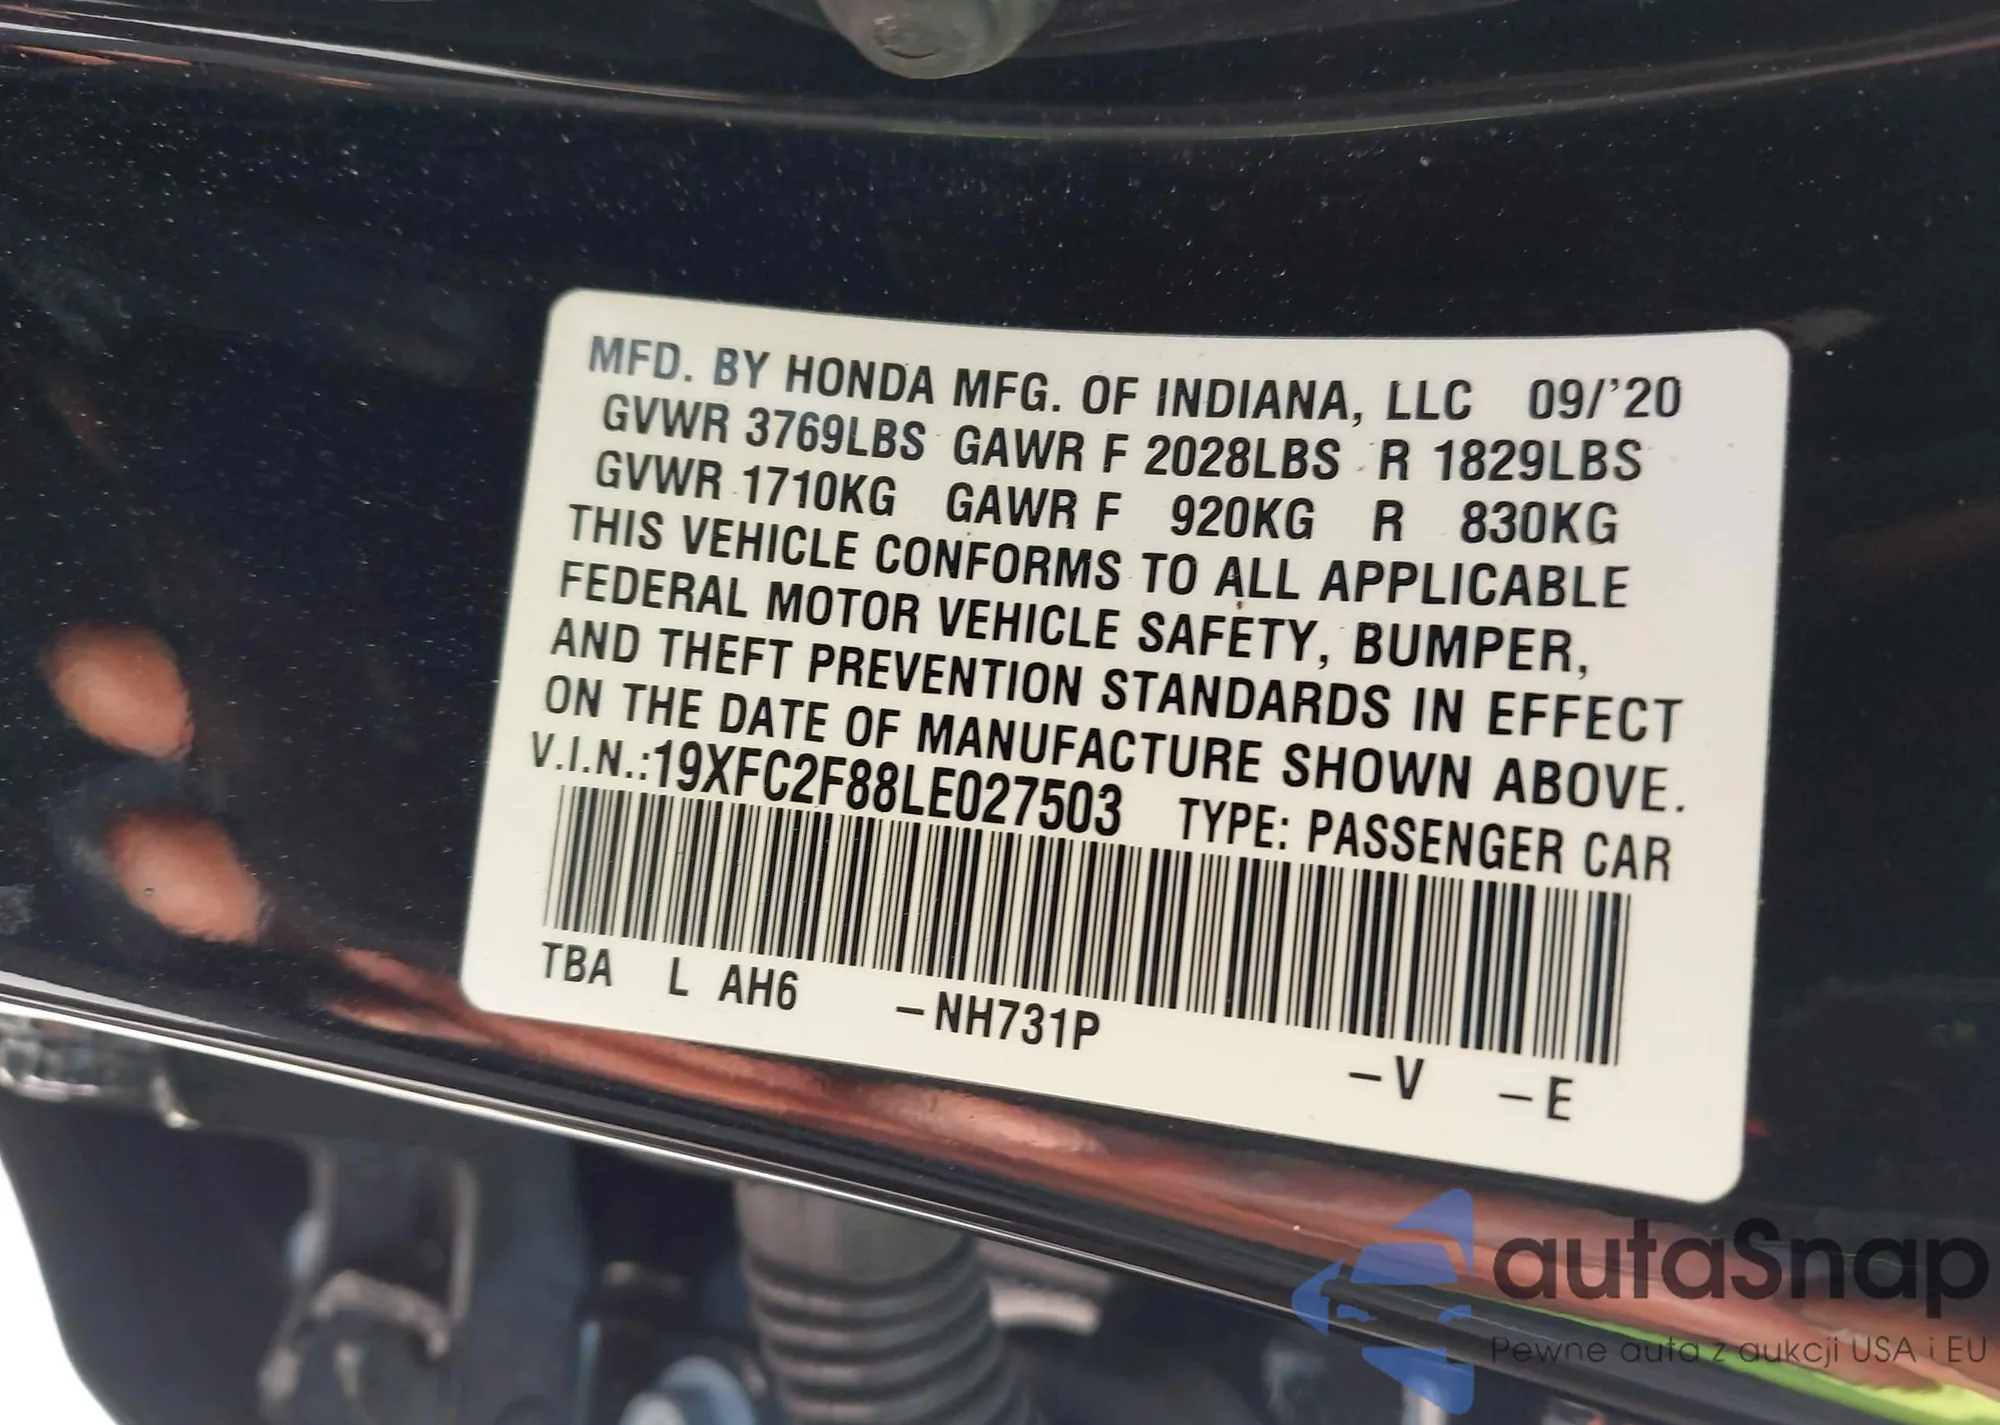 MFD. BY HONDA MFG. OF INDIANA, LLC 09/'20
GVWR 3769LBS GAWR F 2028LBS R 1829LBS
GVWR 1710KG GAWR F 920KG R 830KG
THIS VEHICLE CONFORMS TO ALL APPLICABLE
FEDERAL MOTOR VEHICLE SAFETY, BUMPER,
AND THEFT PREVENTION STANDARDS IN EFFECT
ON THE DATE OF MANUFACTURE SHOWN ABOVE.
V.I.N.:19XFC2F88LE027503 TYPE: PASSENGER CAR
TBA L AH6 –NH731P –V –E
autaSnap
Pewne auta z aukcji USA i EU